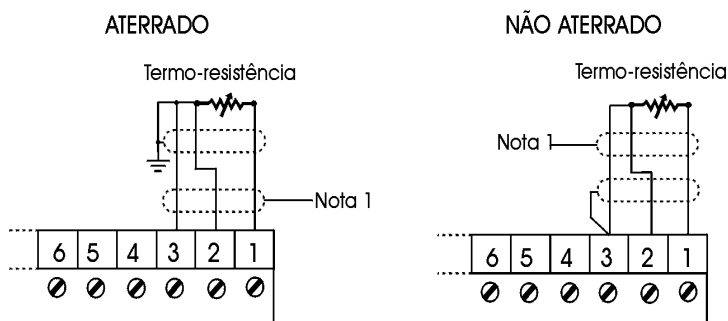 ATERRADO
Termo-resistência
Nota 1
6 5 4 3 2 1
NÃO ATERRADO
Termo-resistência
Nota 1
6 5 4 3 2 1